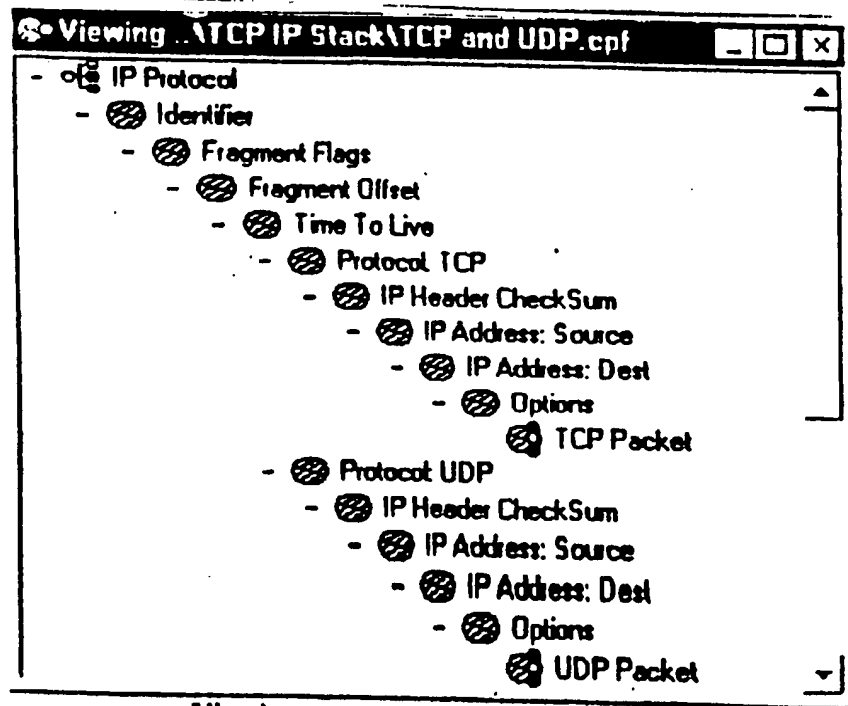 Viewing ..\TCP IP Stack\TCP and UDP.cpf
IP Protocol
Identifier
Fragment Flags
Fragment Offset
Time To Live
Protocol: TCP
IP Header CheckSum
IP Address: Source
IP Address: Dest
Options
TCP Packet
Protocol: UDP
IP Header CheckSum
IP Address: Source
IP Address: Dest
Options
UDP Packet